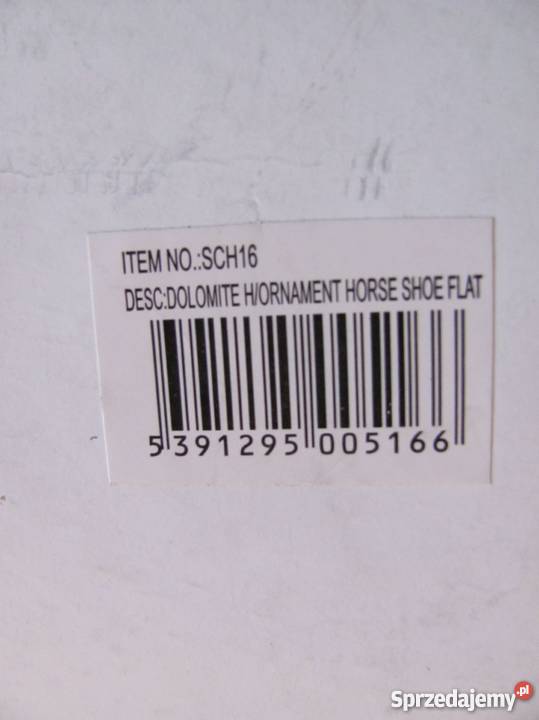 ITEM NO.:SCH16
DESC:DOLOMITE H/ORNAMENT HORSE SHOE FLAT
5 391295 005166
Sprzedajemy.pl